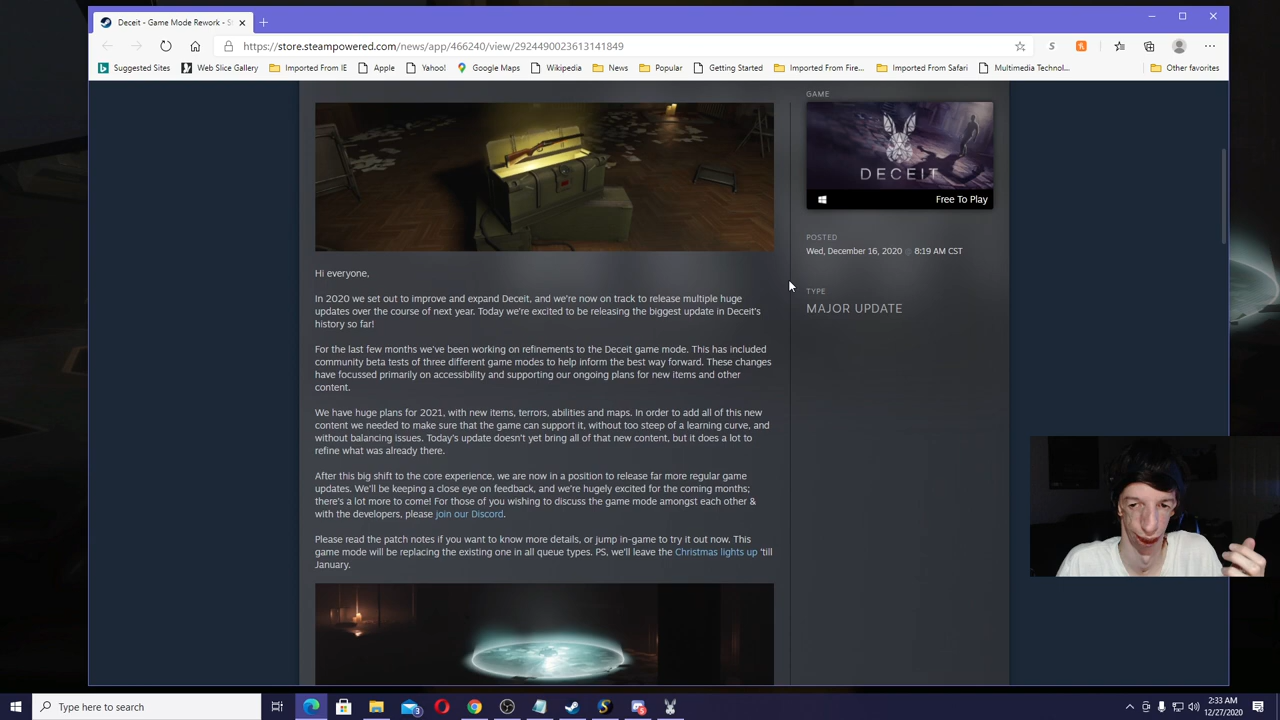 Deceit - Game Mode Rework - S
https://store.steampowered.com/news/app/466240/view/2924490023613141849
Suggested Sites
Web Slice Gallery
Imported From IE
Apple
Yahoo!
Google Maps
Wikipedia
News
Popular
Getting Started
Imported From Fire...
Imported From Safari
Multimedia Technol...
Other favorites
GAME
DECEIT
Free To Play
POSTED
Wed, December 16, 2020 @ 8:19 AM CST
TYPE
MAJOR UPDATE
Hi everyone,
In 2020 we set out to improve and expand Deceit, and we're now on track to release multiple huge
updates over the course of next year. Today we're excited to be releasing the biggest update in Deceit's
history so far!
For the last few months we've been working on refinements to the Deceit game mode. This has included
community beta tests of three different game modes to help inform the best way forward. These changes
have focussed primarily on accessibility and supporting our ongoing plans for new items and other
content.
We have huge plans for 2021, with new items, terrors, abilities and maps. In order to add all of this new
content we needed to make sure that the game can support it, without too steep of a learning curve, and
without balancing issues. Today's update doesn't yet bring all of that new content, but it does a lot to
refine what was already there.
After this big shift to the core experience, we are now in a position to release far more regular game
updates. We'll be keeping a close eye on feedback, and we're hugely excited for the coming months;
there's a lot more to come! For those of you wishing to discuss the game mode amongst each other &
with the developers, please join our Discord.
Please read the patch notes if you want to know more details, or jump in-game to try it out now. This
game mode will be replacing the existing one in all queue types. PS, we'll leave the Christmas lights up 'till
January.
Type here to search
3
2:33 AM
12/27/2020